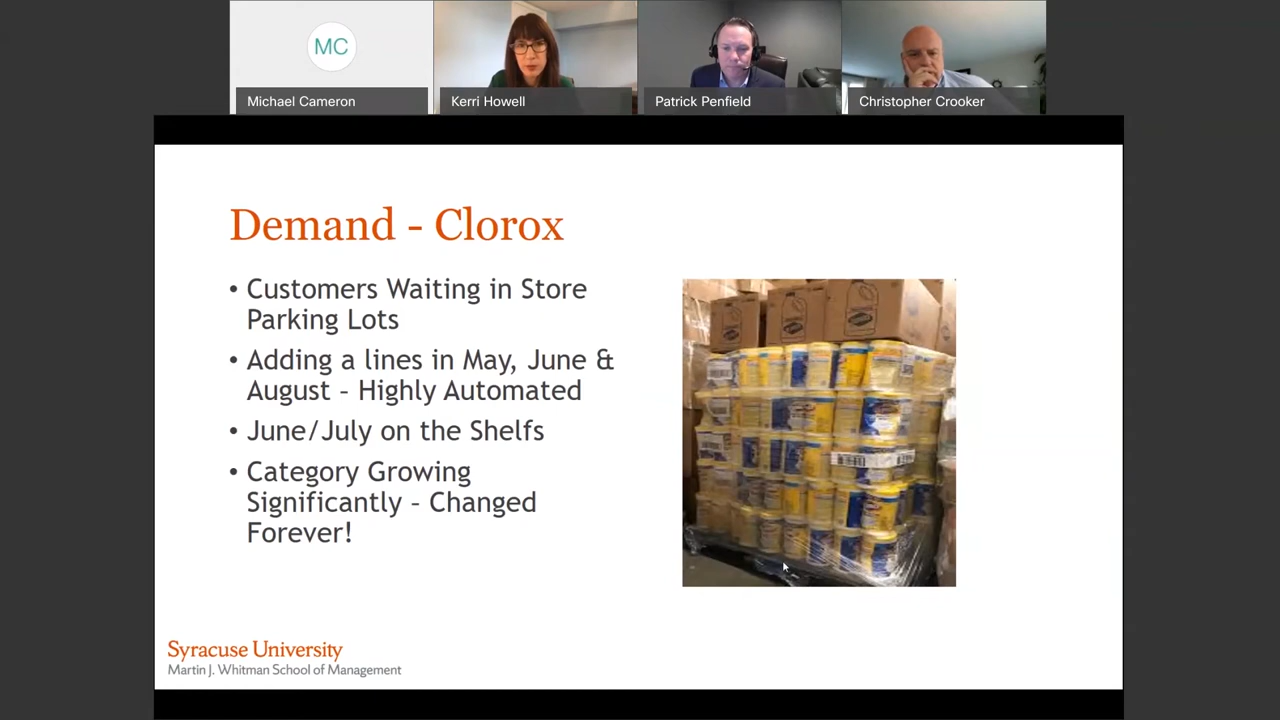 MC
Michael Cameron
Kerri Howell
Patrick Penfield
Christopher Crooker
Demand - Clorox
• Customers Waiting in Store
Parking Lots
• Adding a lines in May, June &
August – Highly Automated
• June/July on the Shelfs
• Category Growing
Significantly – Changed
Forever!
Syracuse University
Martin J. Whitman School of Management